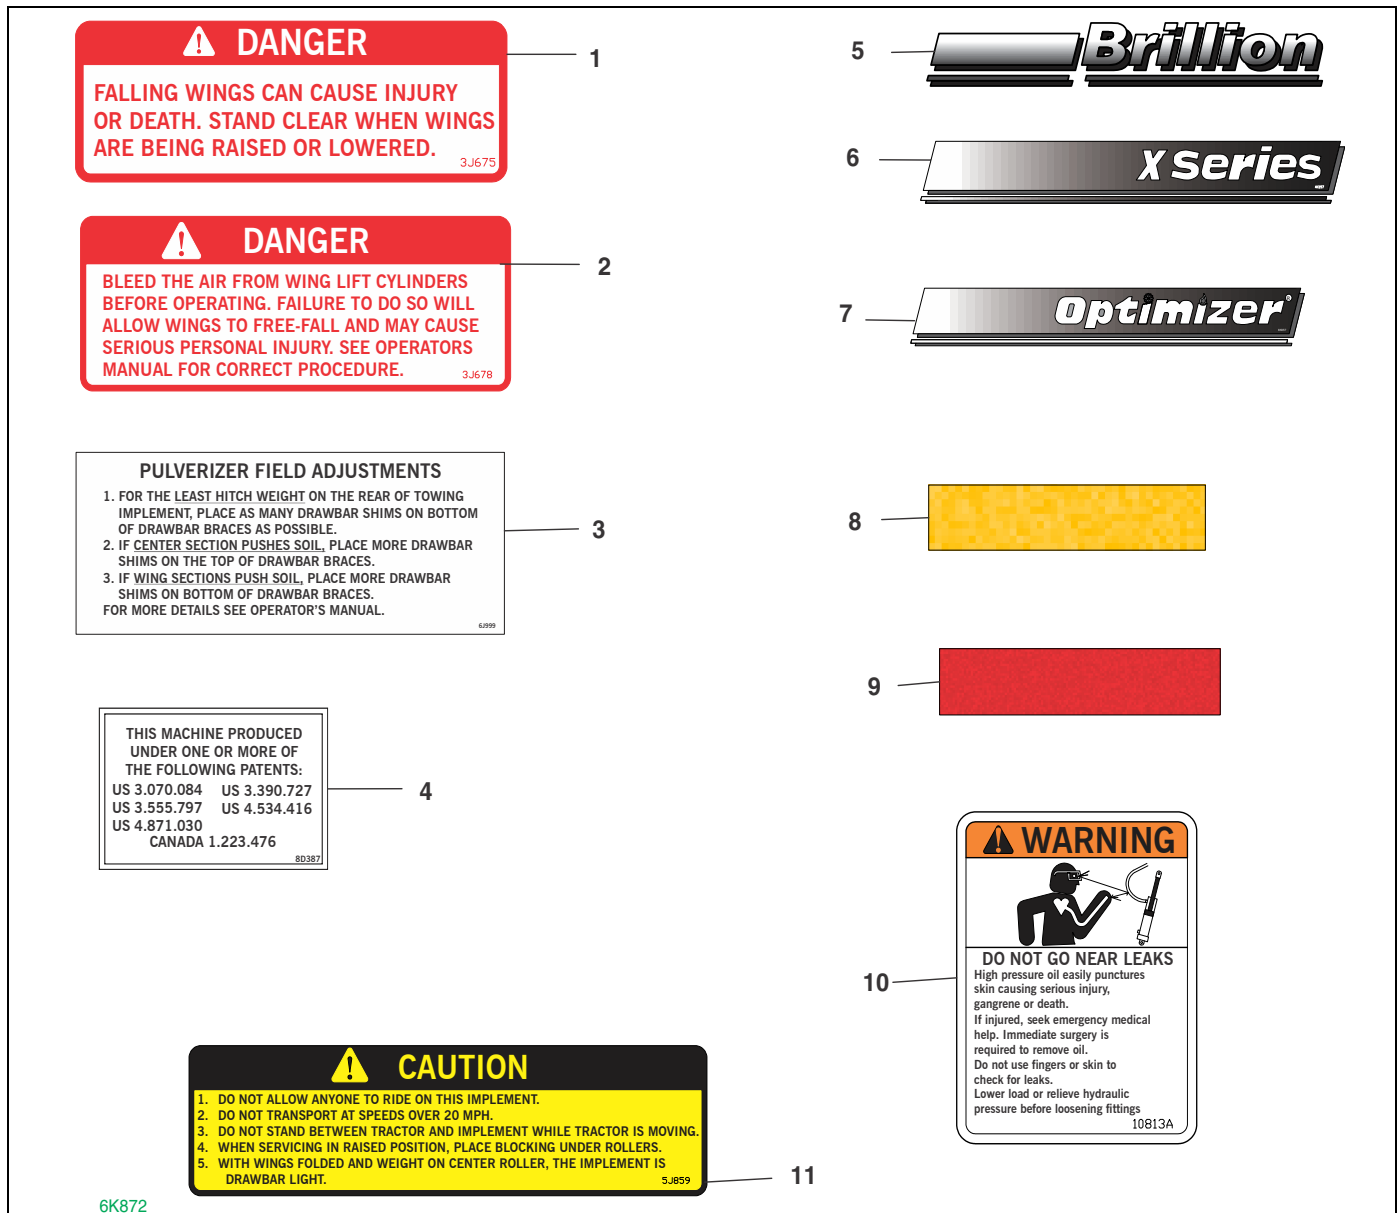 DANGER
FALLING WINGS CAN CAUSE INJURY
OR DEATH. STAND CLEAR WHEN WINGS
ARE BEING RAISED OR LOWERED.
3J675
1
DANGER
BLEED THE AIR FROM WING LIFT CYLINDERS
BEFORE OPERATING. FAILURE TO DO SO WILL
ALLOW WINGS TO FREE-FALL AND MAY CAUSE
SERIOUS PERSONAL INJURY. SEE OPERATORS
MANUAL FOR CORRECT PROCEDURE.
3J678
2
PULVERIZER FIELD ADJUSTMENTS
1. FOR THE LEAST HITCH WEIGHT ON THE REAR OF TOWING
IMPLEMENT, PLACE AS MANY DRAWBAR SHIMS ON BOTTOM
OF DRAWBAR BRACES AS POSSIBLE.
2. IF CENTER SECTION PUSHES SOIL, PLACE MORE DRAWBAR
SHIMS ON THE TOP OF DRAWBAR BRACES.
3. IF WING SECTIONS PUSH SOIL, PLACE MORE DRAWBAR
SHIMS ON BOTTOM OF DRAWBAR BRACES.
FOR MORE DETAILS SEE OPERATOR'S MANUAL.
6J999
3
THIS MACHINE PRODUCED
UNDER ONE OR MORE OF
THE FOLLOWING PATENTS:
US 3.070.084 US 3.390.727
US 3.555.797 US 4.534.416
US 4.871.030
CANADA 1.223.476
8D387
4
5
Brillion
6
X Series
7
Optimizer®
8
9
10
WARNING
DO NOT GO NEAR LEAKS
High pressure oil easily punctures
skin causing serious injury,
gangrene or death.
If injured, seek emergency medical
help. Immediate surgery is
required to remove oil.
Do not use fingers or skin to
check for leaks.
Lower load or relieve hydraulic
pressure before loosening fittings
10813A
CAUTION
1. DO NOT ALLOW ANYONE TO RIDE ON THIS IMPLEMENT.
2. DO NOT TRANSPORT AT SPEEDS OVER 20 MPH.
3. DO NOT STAND BETWEEN TRACTOR AND IMPLEMENT WHILE TRACTOR IS MOVING.
4. WHEN SERVICING IN RAISED POSITION, PLACE BLOCKING UNDER ROLLERS.
5. WITH WINGS FOLDED AND WEIGHT ON CENTER ROLLER, THE IMPLEMENT IS
DRAWBAR LIGHT.
5J859
11
6K872